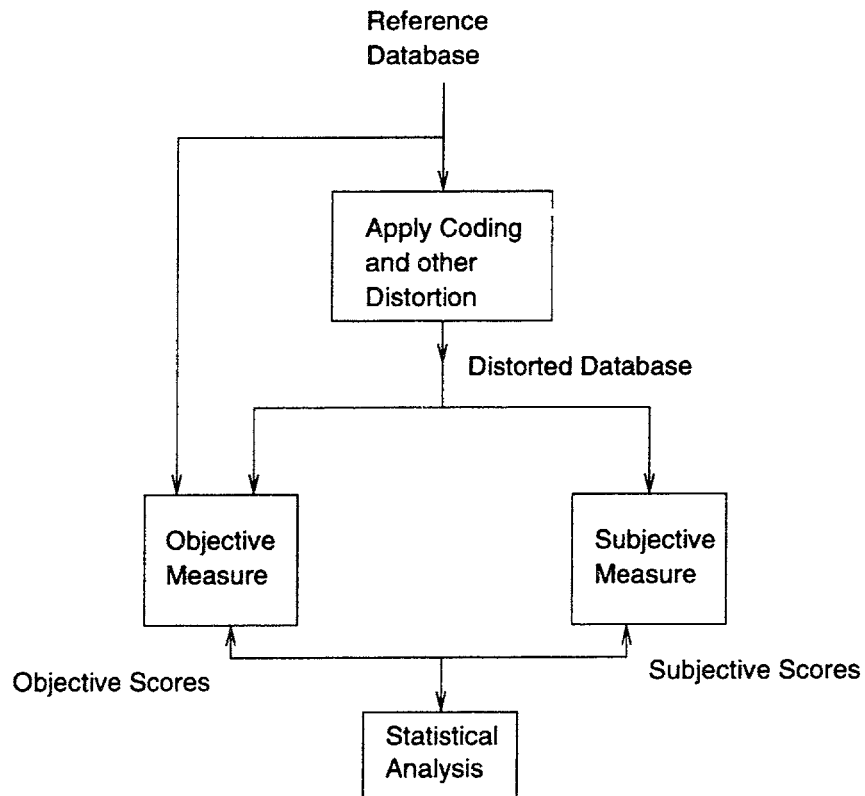 Reference
Database
Apply Coding
and other
Distortion
Distorted Database
Objective
Measure
Subjective
Measure
Objective Scores
Subjective Scores
Statistical
Analysis